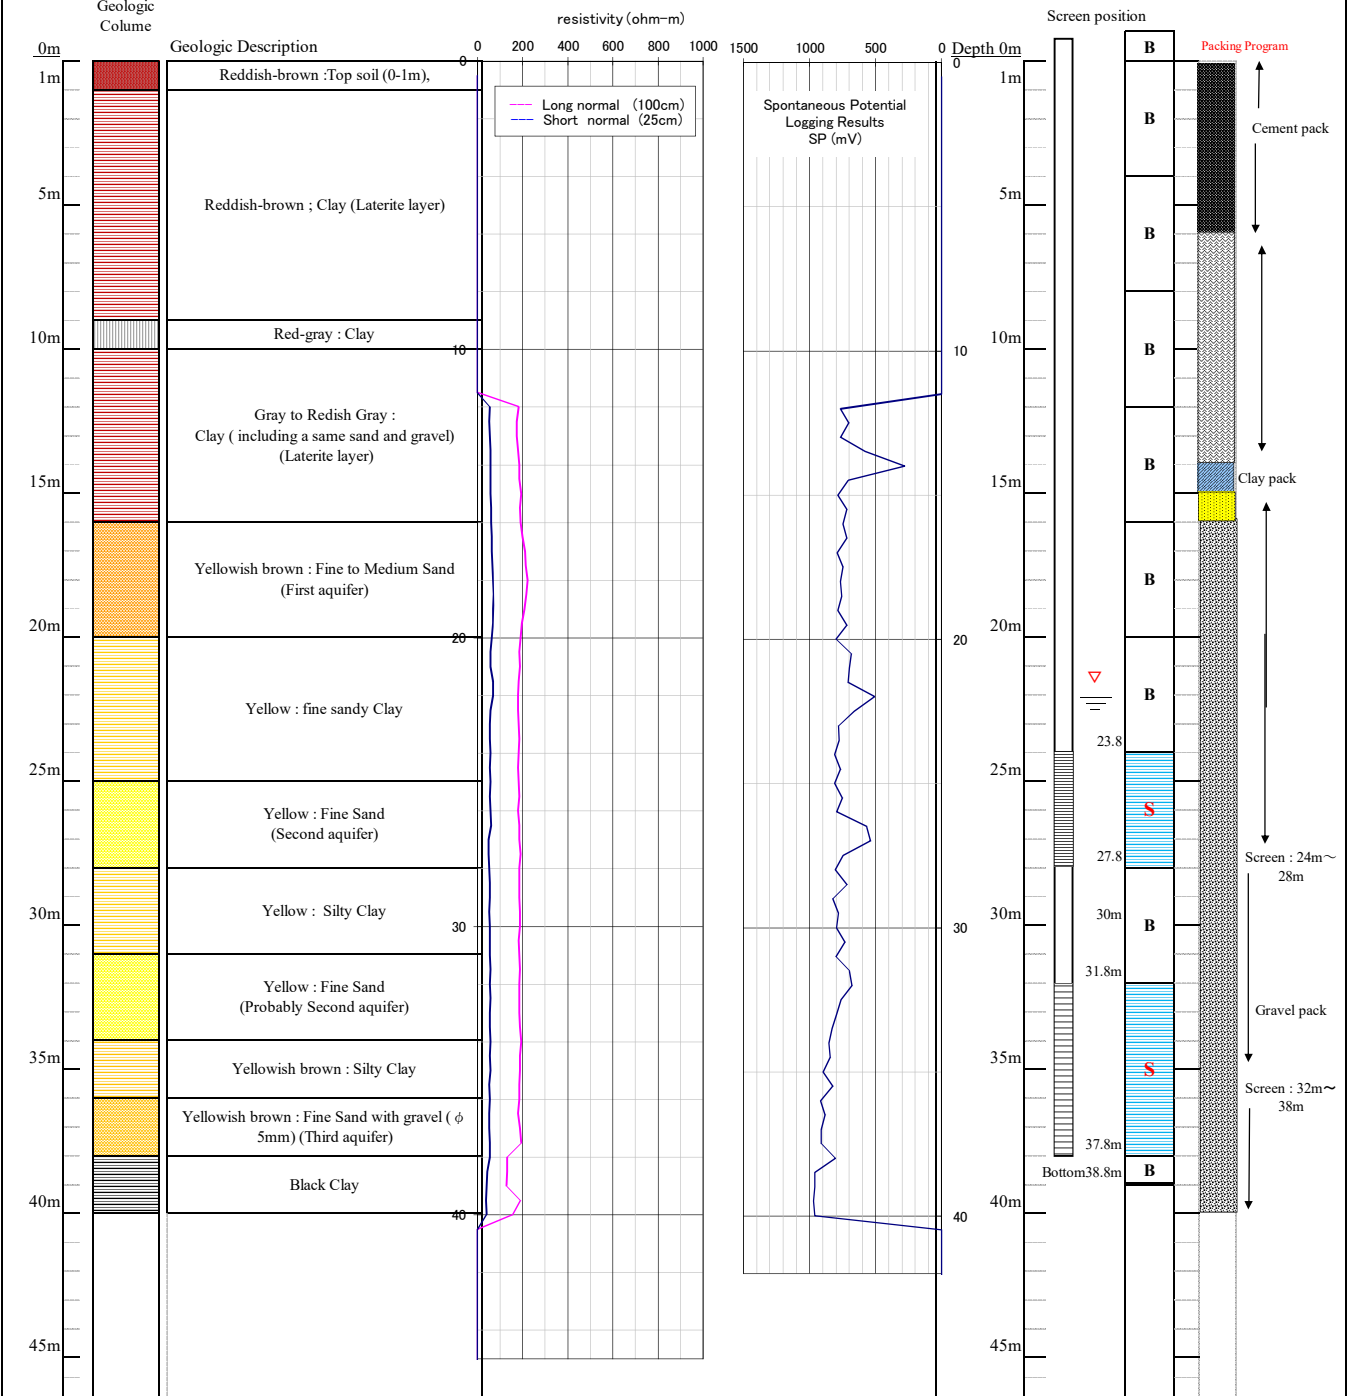 Geologic
Colume
0m
Geologic Description
1m
5m
10m
15m
20m
25m
30m
35m
40m
45m
Reddish-brown :Top soil (0-1m),
Reddish-brown ; Clay (Laterite layer)
Red-gray : Clay
Gray to Redish Gray :
Clay ( including a same sand and gravel)
(Laterite layer)
Yellowish brown : Fine to Medium Sand
(First aquifer)
Yellow : fine sandy Clay
Yellow : Fine Sand
(Second aquifer)
Yellow : Silty Clay
Yellow : Fine Sand
(Probably Second aquifer)
Yellowish brown : Silty Clay
Yellowish brown : Fine Sand with gravel ( φ
5mm) (Third aquifer)
Black Clay
resistivity (ohm-m)
0 200 400 600 800 1000
0
10
20
30
40
Long normal (100cm)
Short normal (25cm)
1500 1000 500 0
Spontaneous Potential
Logging Results
SP (mV)
0
10
20
30
40
Screen position
Depth 0m
1m
5m
10m
15m
20m
25m
30m
35m
40m
45m
23.8
27.8
30m
31.8m
37.8m
Bottom38.8m
B
B
B
B
B
B
B
S
B
S
B
Packing Program
Cement pack
Clay pack
Screen : 24m～
28m
Gravel pack
Screen : 32m～
38m